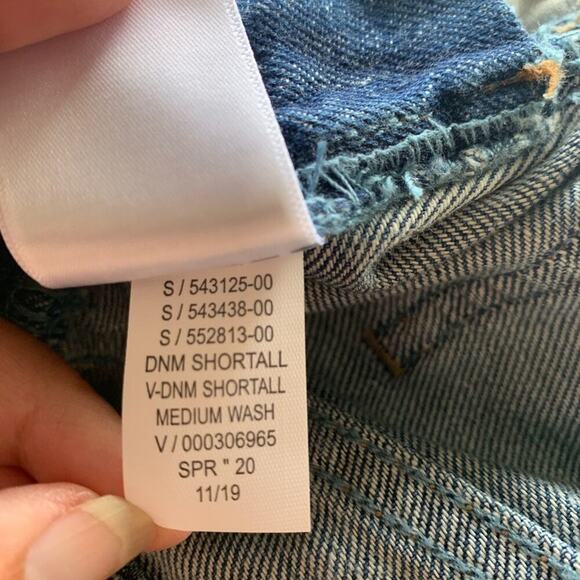 S / 543125-00
S / 543438-00
S / 552813-00
DNM SHORTALL
V-DNM SHORTALL
MEDIUM WASH
V / 000306965
SPR " 20
11/19